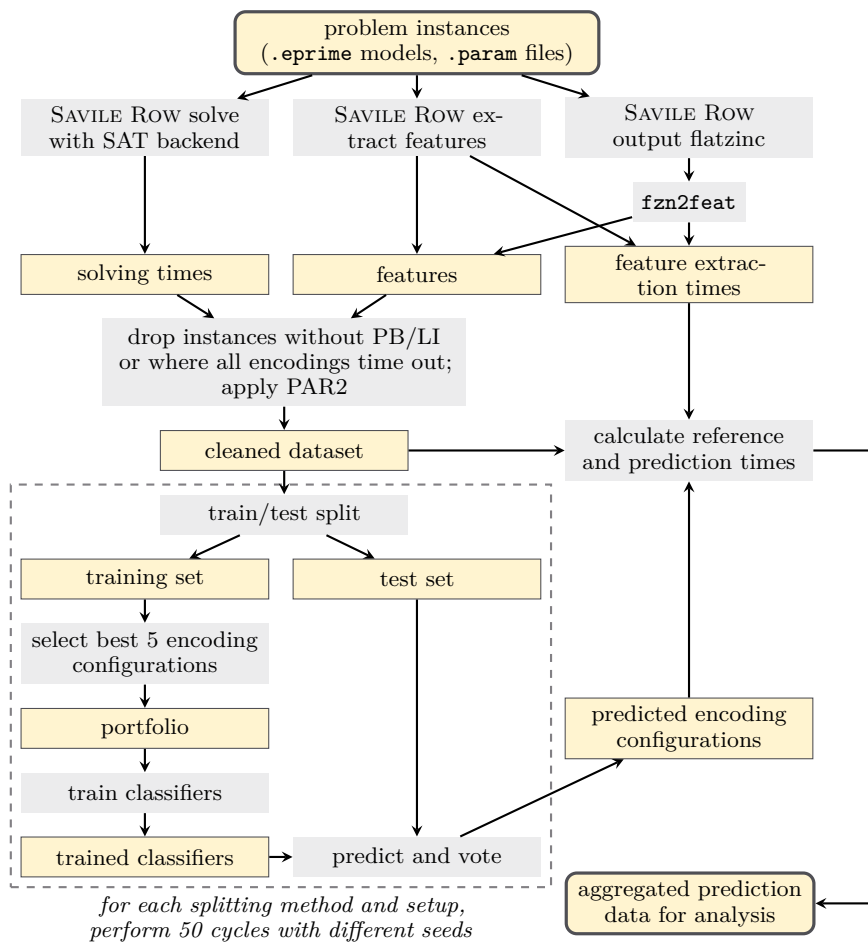 problem instances
(.eprime models, .param files)
SAVILE ROW solve
with SAT backend
SAVILE ROW ex-
tract features
SAVILE ROW
output flatzinc
fzn2feat
solving times
features
feature extrac-
tion times
drop instances without PB/LI
or where all encodings time out;
apply PAR2
cleaned dataset
calculate reference
and prediction times
train/test split
training set
test set
select best 5 encoding
configurations
portfolio
predicted encoding
configurations
train classifiers
trained classifiers
predict and vote
for each splitting method and setup,
perform 50 cycles with different seeds
aggregated prediction
data for analysis